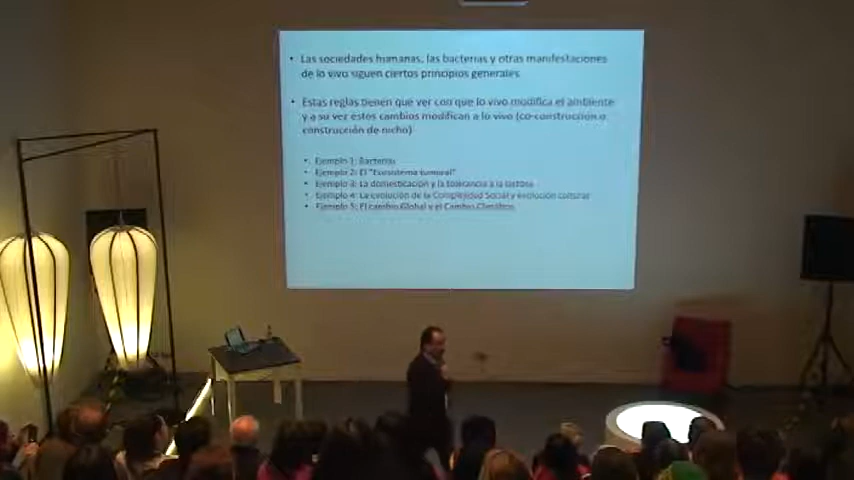 • Las sociedades humanas, las bacterias y otras manifestaciones
de lo vivo siguen ciertos principios generales
• Estas reglas tienen que ver con que lo vivo modifica el ambiente
y a su vez estos cambios modifican a lo vivo (co-construcción o
construcción de nicho)
• Ejemplo 1: Bacterias
• Ejemplo 2: El "Ecosistema tumoral"
• Ejemplo 3: La domesticación y la tolerancia a la lactosa
• Ejemplo 4: La evolución de la Complejidad Social y evolución cultural
• Ejemplo 5: El cambio Global y el Cambio Climático